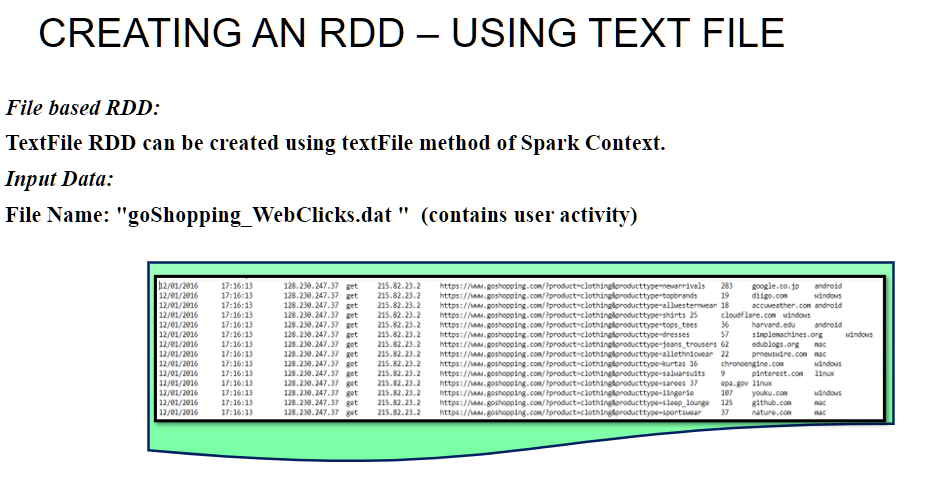 CREATING AN RDD – USING TEXT FILE
File based RDD:
TextFile RDD can be created using textFile method of Spark Context.
Input Data:
File Name: "goShopping_WebClicks.dat " (contains user activity)
12/01/2016 17:16:13 128.230.247.37 get 215.82.23.2 https://www.goshopping.com/?product=clothing&producttype=newarrivals 283 google.co.jp android
12/01/2016 17:16:13 128.230.247.37 get 215.82.23.2 https://www.goshopping.com/?product=clothing&producttype=topbrands 19 diigo.com windows
12/01/2016 17:16:13 128.230.247.37 get 215.82.23.2 https://www.goshopping.com/?product=clothing&producttype=allwesternwear 18 accuweather.com android
12/01/2016 17:16:13 128.230.247.37 get 215.82.23.2 https://www.goshopping.com/?product=clothing&producttype=shirts 25 cloudflare.com windows
12/01/2016 17:16:13 128.230.247.37 get 215.82.23.2 https://www.goshopping.com/?product=clothing&producttype=tops_tees 36 harvard.edu android
12/01/2016 17:16:13 128.230.247.37 get 215.82.23.2 https://www.goshopping.com/?product=clothing&producttype=dresses 57 simplemachines.org windows
12/01/2016 17:16:13 128.230.247.37 get 215.82.23.2 https://www.goshopping.com/?product=clothing&producttype=jeans_trousers 62 edublogs.org mac
12/01/2016 17:16:13 128.230.247.37 get 215.82.23.2 https://www.goshopping.com/?product=clothing&producttype=allethnicwear 22 prnewswire.com mac
12/01/2016 17:16:13 128.230.247.37 get 215.82.23.2 https://www.goshopping.com/?product=clothing&producttype=kurtas 16 chronoengine.com windows
12/01/2016 17:16:13 128.230.247.37 get 215.82.23.2 https://www.goshopping.com/?product=clothing&producttype=salwarsuits 9 pinterest.com linux
12/01/2016 17:16:13 128.230.247.37 get 215.82.23.2 https://www.goshopping.com/?product=clothing&producttype=sarees 37 epa.gov linux
12/01/2016 17:16:13 128.230.247.37 get 215.82.23.2 https://www.goshopping.com/?product=clothing&producttype=lingerie 107 youku.com windows
12/01/2016 17:16:13 128.230.247.37 get 215.82.23.2 https://www.goshopping.com/?product=clothing&producttype=sleep_lounge 125 github.com mac
12/01/2016 17:16:13 128.230.247.37 get 215.82.23.2 https://www.goshopping.com/?product=clothing&producttype=sportswear 37 nature.com mac